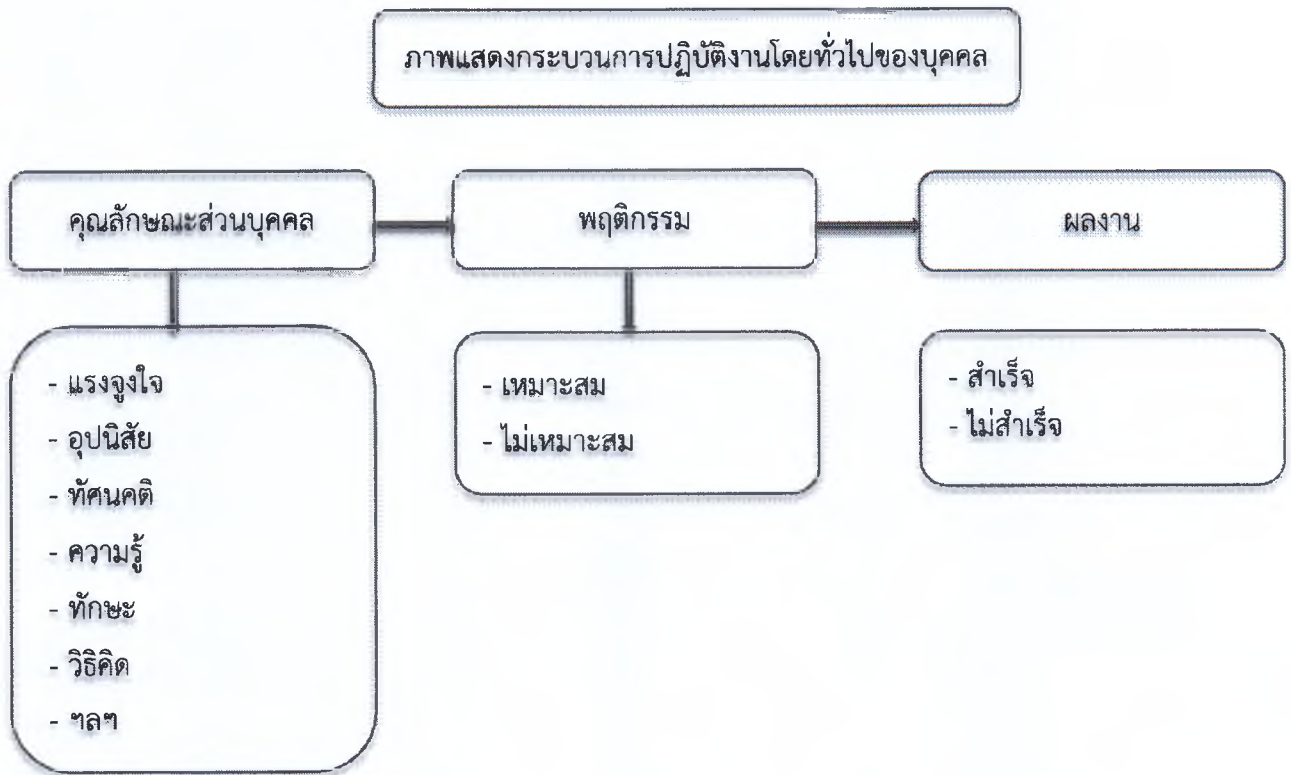 ภาพแสดงกระบวนการปฏิบัติงานโดยทั่วไปของบุคคล
คุณลักษณะส่วนบุคคล
พฤติกรรม
ผลงาน
- แรงจูงใจ
- อุปนิสัย
- ทัศนคติ
- ความรู้
- ทักษะ
- วิธิคิด
- ฯลฯ
- เหมาะสม
- ไม่เหมาะสม
- สำเร็จ
- ไม่สำเร็จ